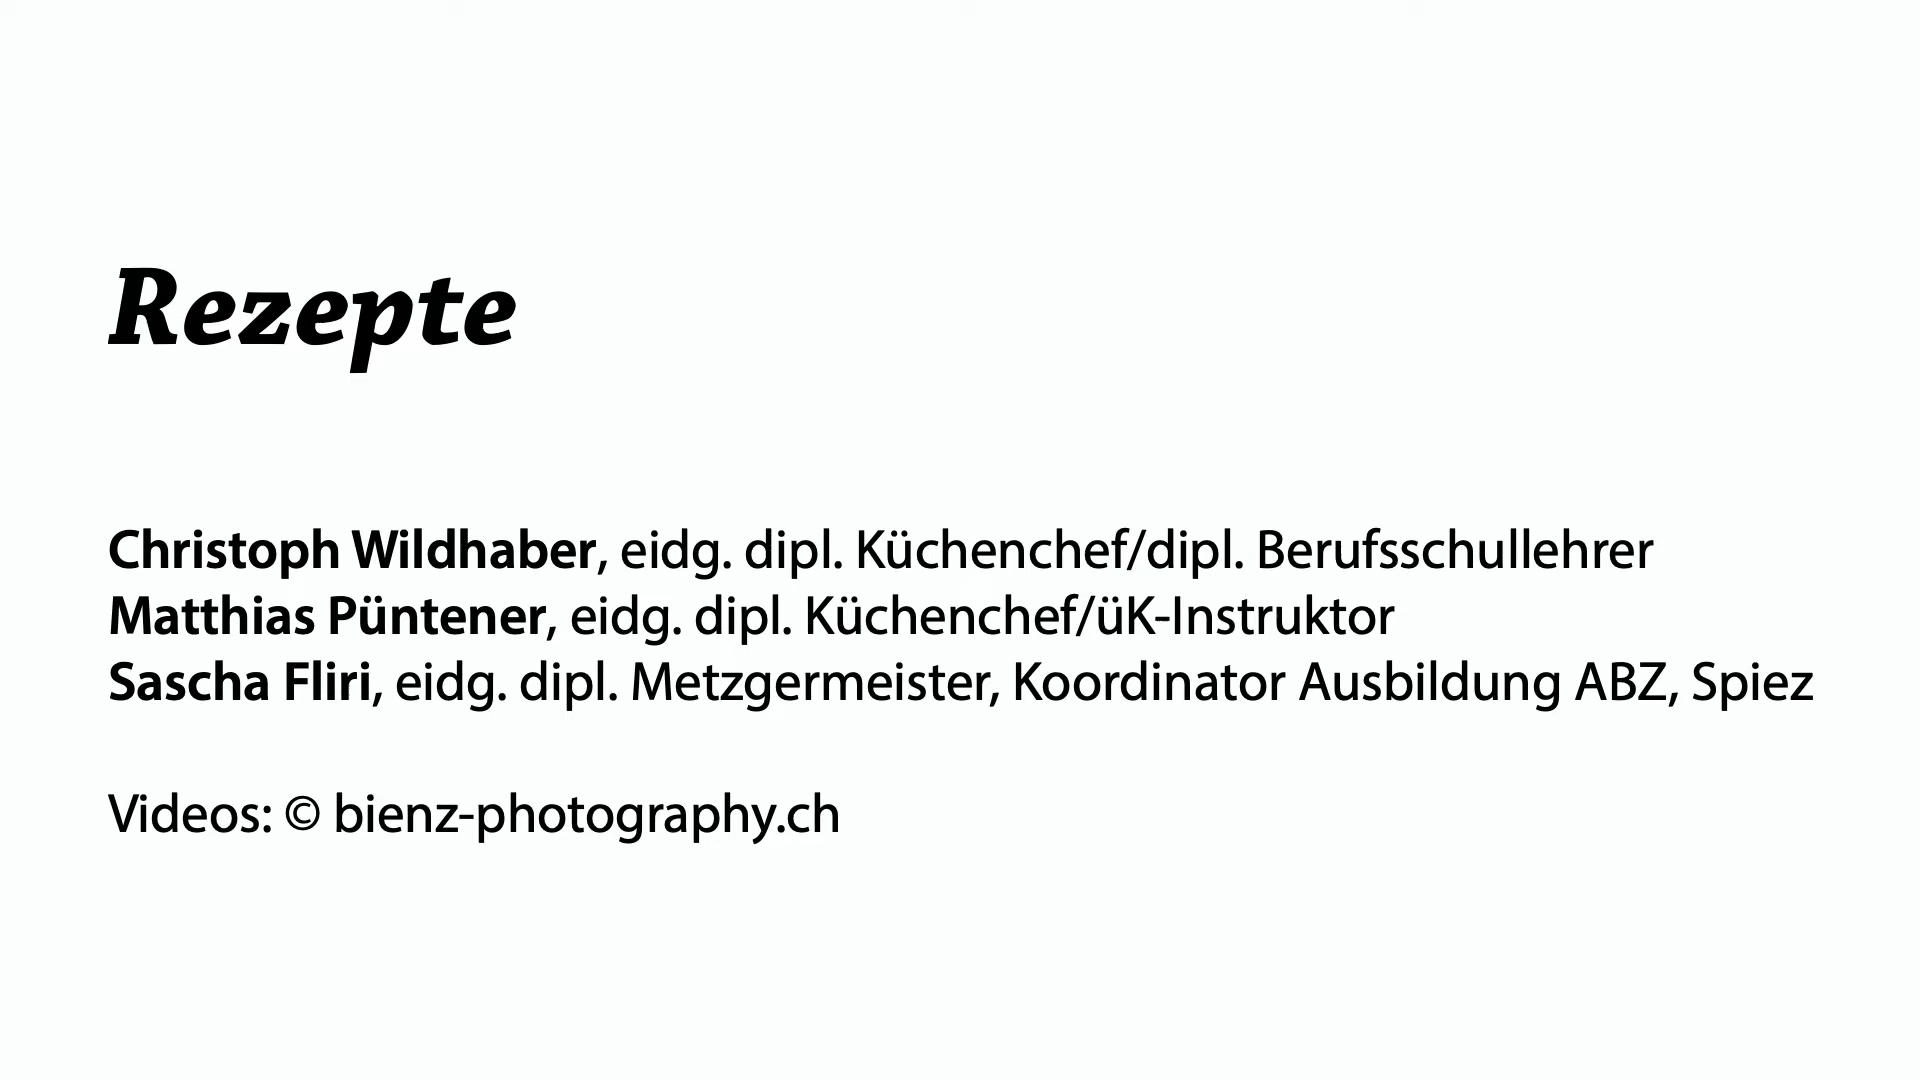 Rezepte
Christoph Wildhaber, eidg. dipl. Küchenchef/dipl. Berufsschullehrer
Matthias Püntener, eidg. dipl. Küchenchef/üK-Instruktor
Sascha Fliri, eidg. dipl. Metzgermeister, Koordinator Ausbildung ABZ, Spiez
Videos: © bienz-photography.ch